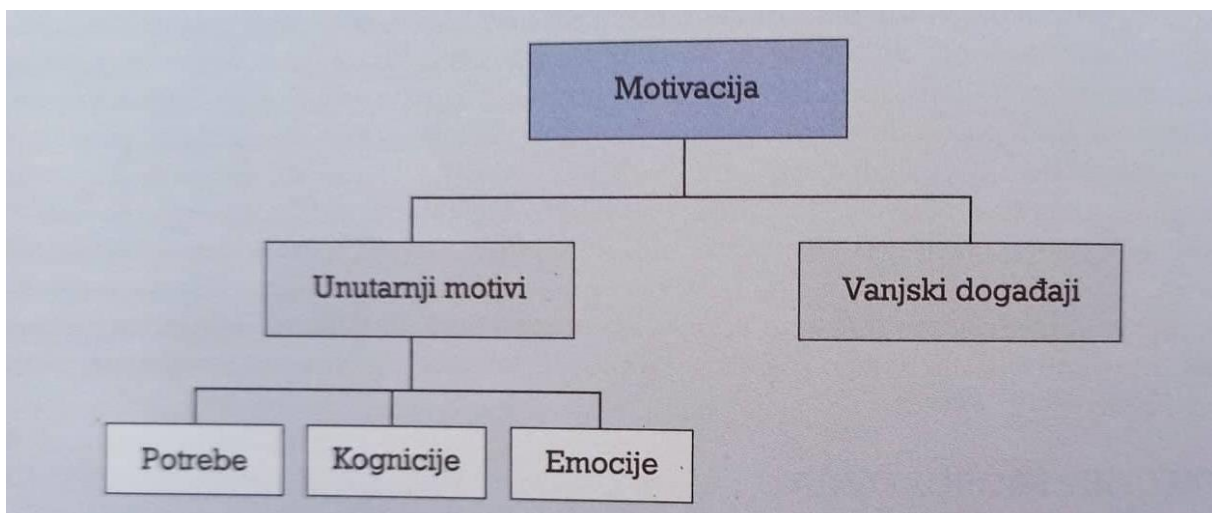 Motivacija
Unutarnji motivi
Vanjski događaji
Potrebe
Kognicije
Emocije